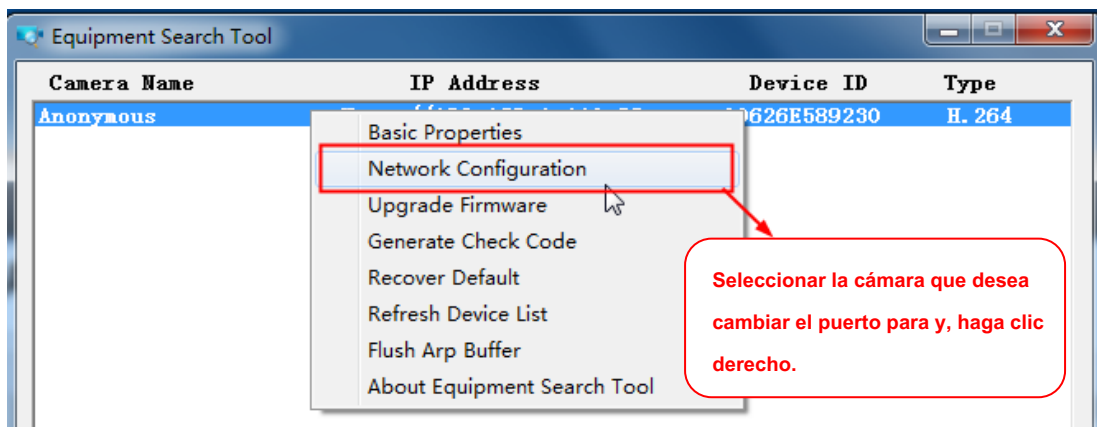 Equipment Search Tool
Camera Name IP Address Device ID Type
Anonymous H.264
Basic Properties
Network Configuration
Upgrade Firmware
Generate Check Code
Recover Default
Refresh Device List
Flush Arp Buffer
About Equipment Search Tool
Seleccionar la cámara que desea
cambiar el puerto para y, haga clic
derecho.